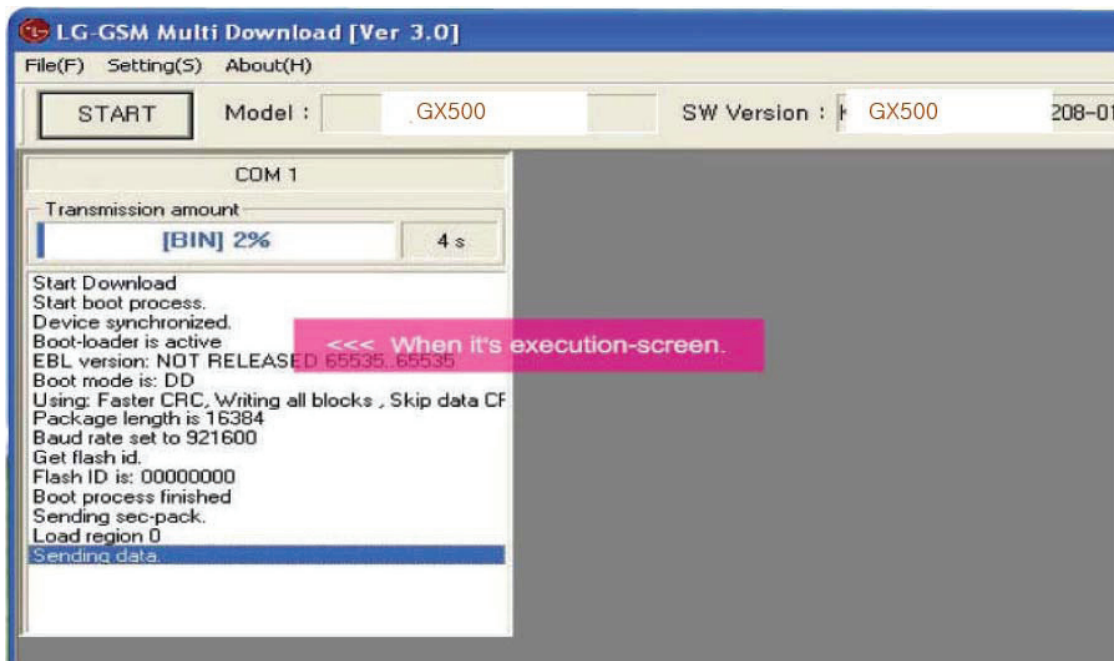 LG-GSM Multi Download [Ver 3.0]
File(F) Setting(S) About(H)
START Model : GX500 SW Version : GX500 208-01
COM 1
Transmission amount
[BIN] 2% 4 s
Start Download
Start boot process.
Device synchronized.
Boot-loader is active
<<< When it's execution-screen.
EBL version: NOT RELEASED 65535..65535
Boot mode is: DD
Using: Faster CRC, Writing all blocks , Skip data
Package length is 16384
Baud rate set to 921600
Get flash id.
Flash ID is: 00000000
Boot process finished
Sending sec-pack.
Load region 0
Sending data.